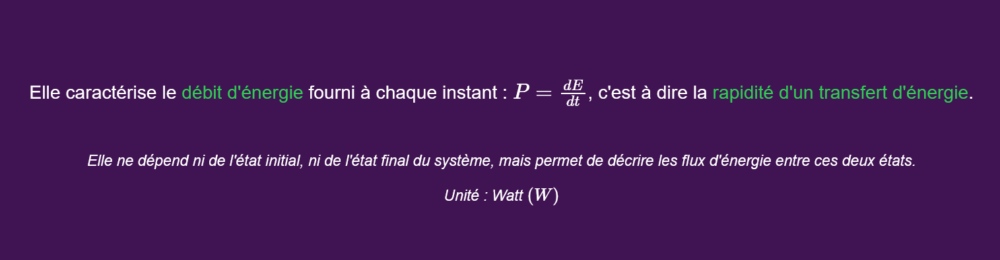 Elle caractérise le débit d'énergie fourni à chaque instant : P = dE/dt, c'est à dire la rapidité d'un transfert d'énergie.
Elle ne dépend ni de l'état initial, ni de l'état final du système, mais permet de décrire les flux d'énergie entre ces deux états.
Unité : Watt (W)